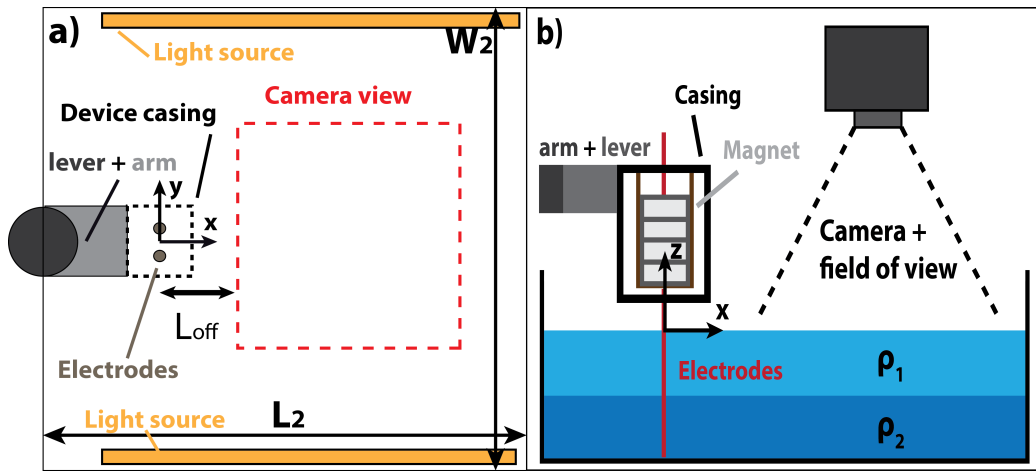 a)
Light source
W2
Camera view
Device casing
lever + arm
y
x
Loff
Electrodes
Light source
L2
b)
Casing
arm + lever
Magnet
Camera +
field of view
z
x
Electrodes
ρ1
ρ2